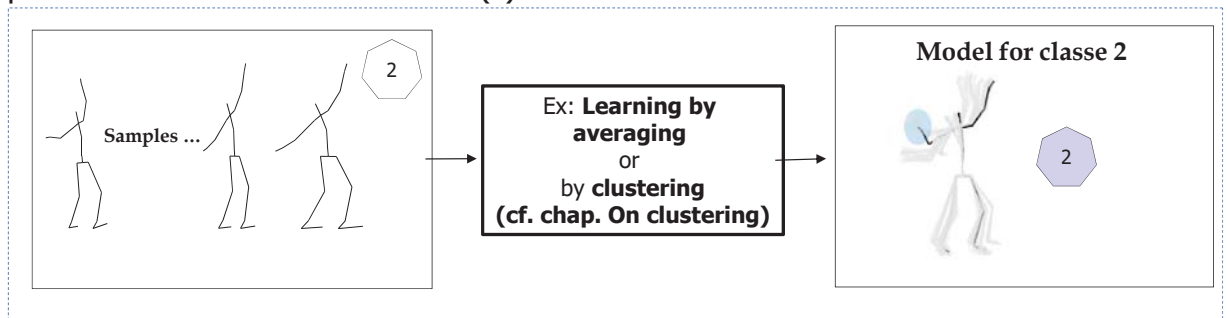 2
Samples ...
Ex: Learning by
averaging
or
by clustering
(cf. chap. On clustering)
Model for classe 2
2